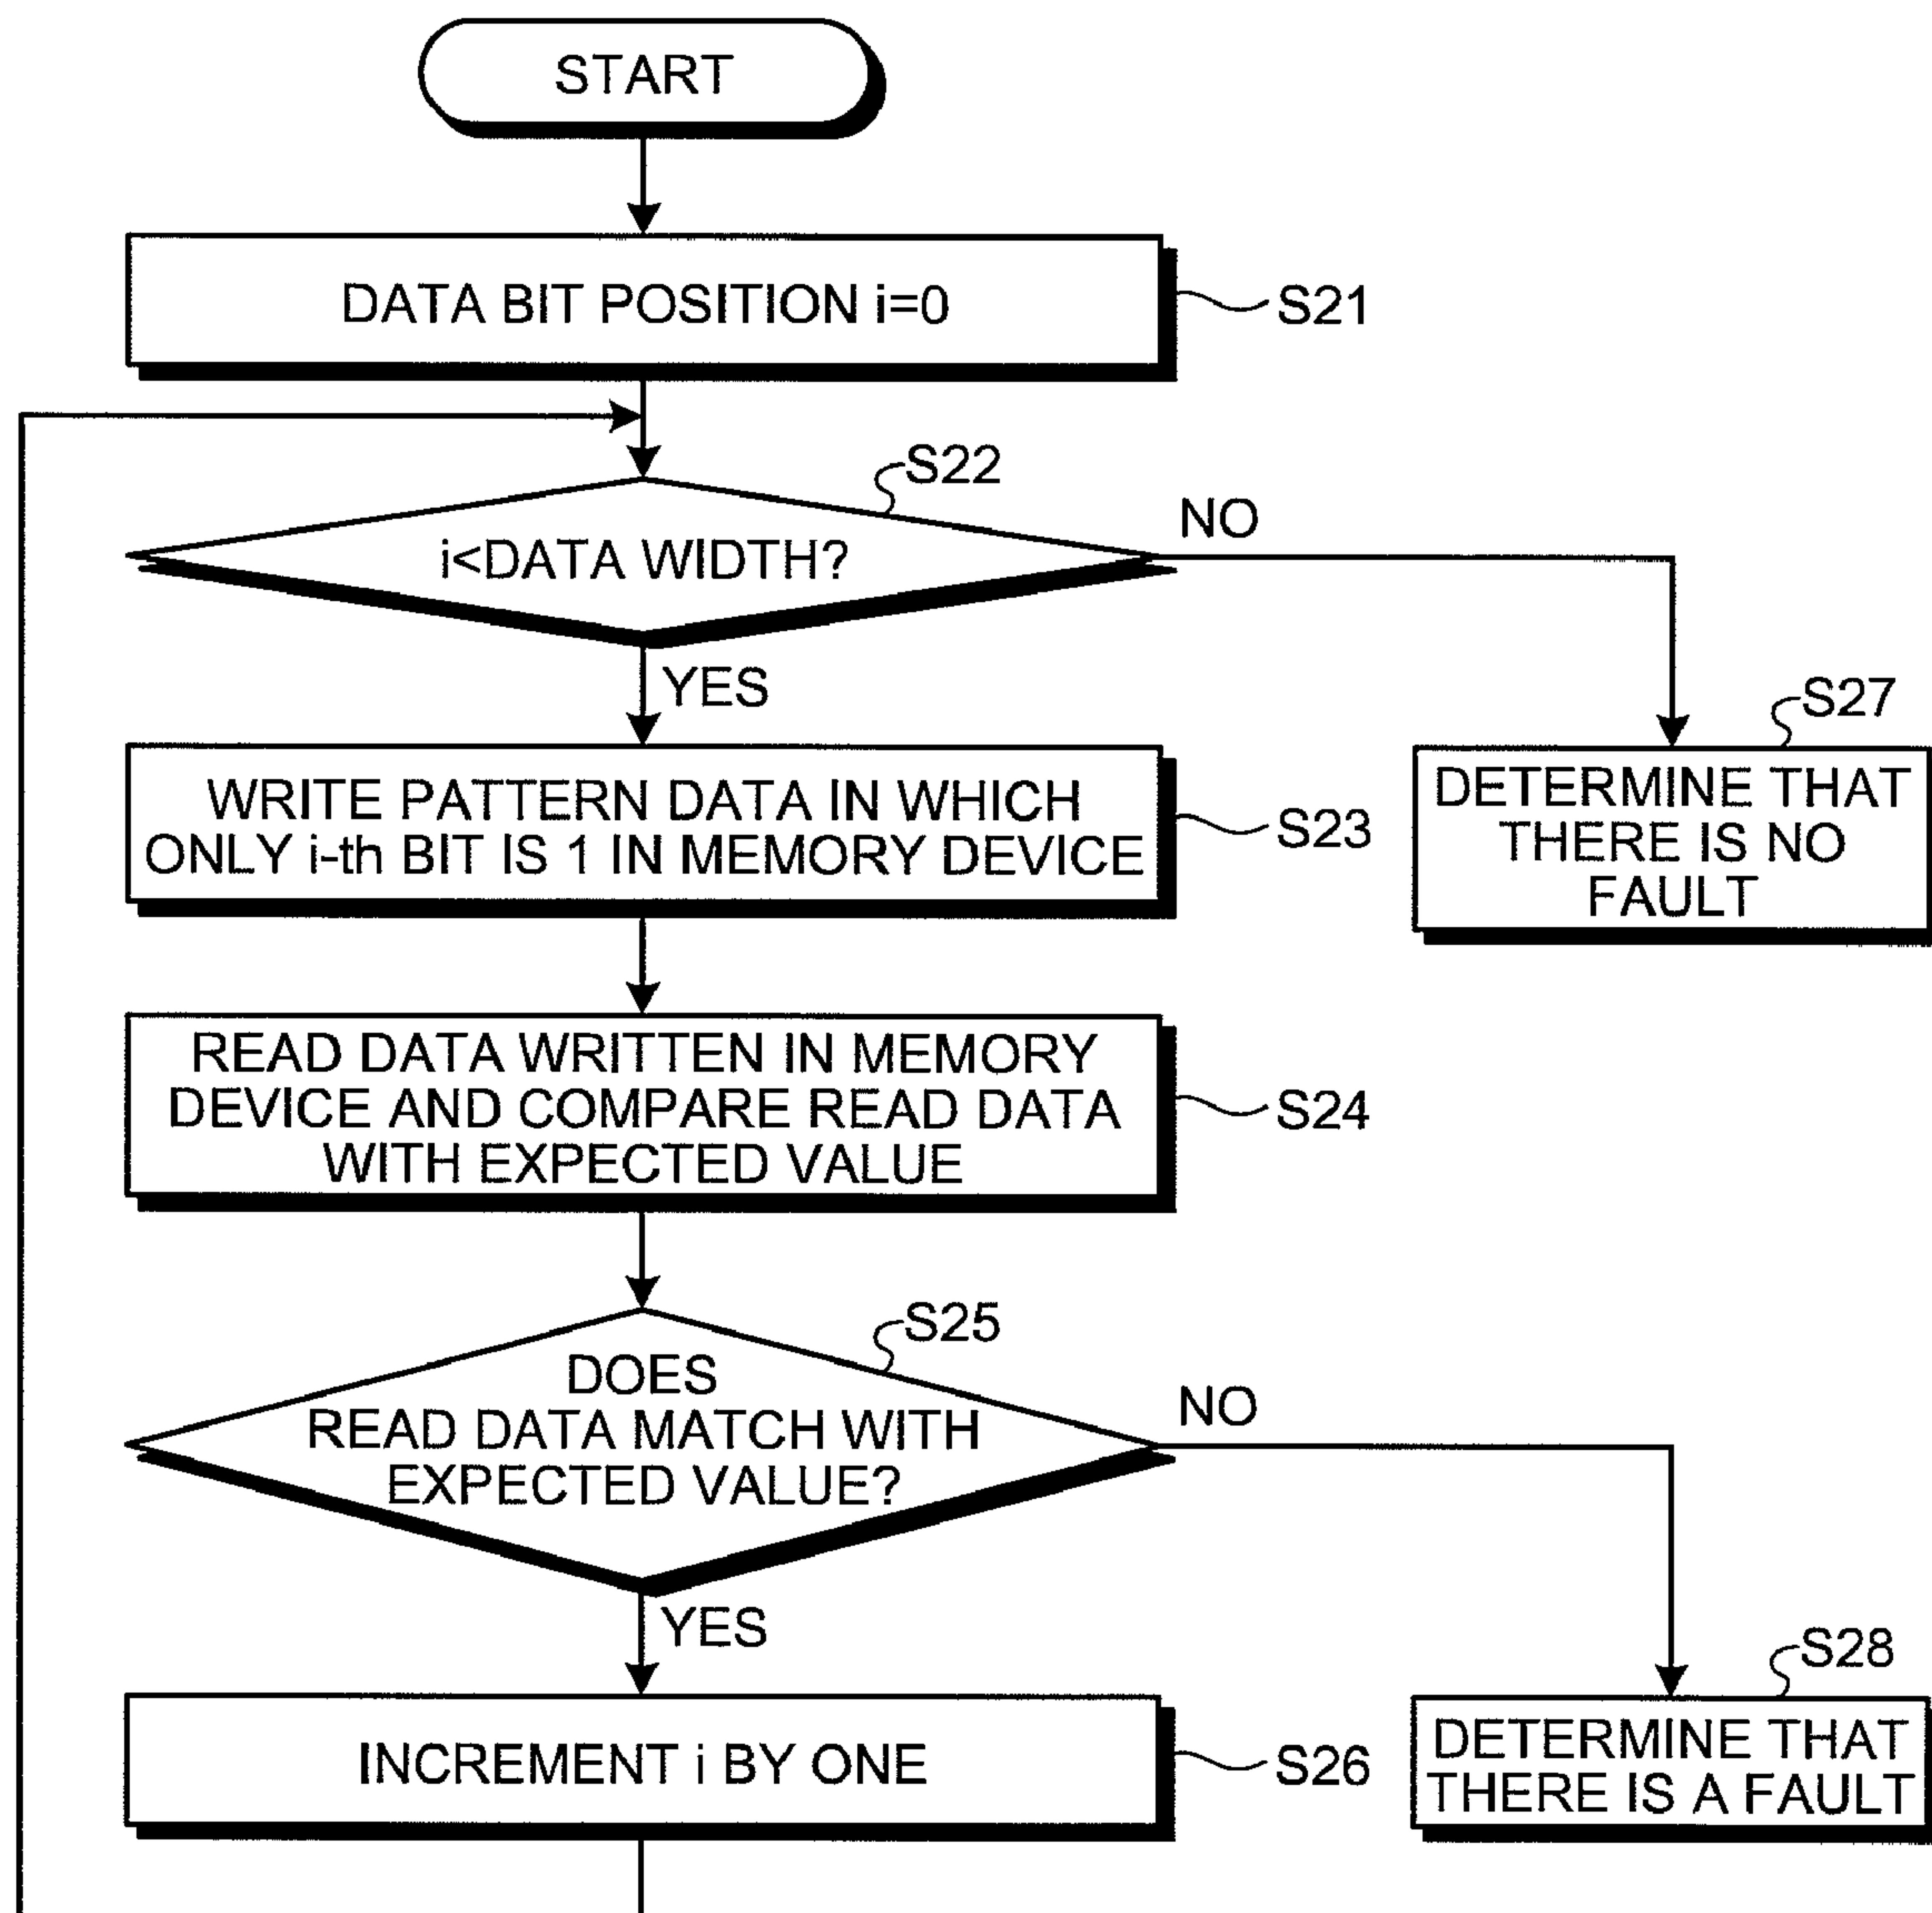 START
DATA BIT POSITION i=0
S21
S22
i<DATA WIDTH?
NO
YES
S27
WRITE PATTERN DATA IN WHICH
ONLY i-th BIT IS 1 IN MEMORY DEVICE
S23
DETERMINE THAT
THERE IS NO
FAULT
READ DATA WRITTEN IN MEMORY
DEVICE AND COMPARE READ DATA
WITH EXPECTED VALUE
S24
S25
DOES
READ DATA MATCH WITH
EXPECTED VALUE?
NO
YES
S28
INCREMENT i BY ONE
S26
DETERMINE THAT
THERE IS A FAULT